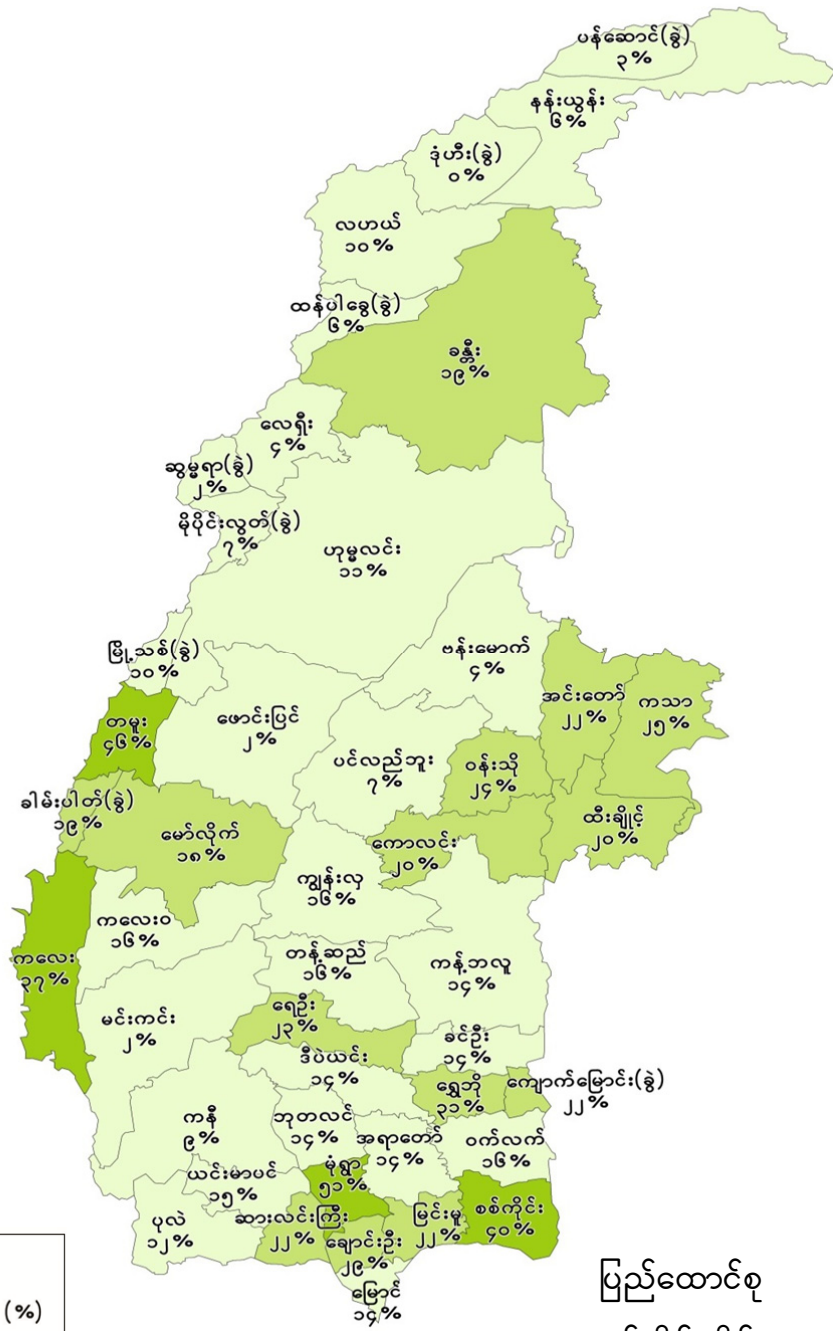 ပန်ဆောင်(ခွဲ)
၃%
နန်းယွန်း
၆%
ဒုံဟီး(ခွဲ)
၀%
လဟယ်
၁၀%
ထန်ပါခွေ(ခွဲ)
၆%
ခန္တီး
၁၉%
လေရှီး
၄%
ဆွမ္မရာ(ခွဲ)
၂%
မိုပိုင်းလွတ်(ခွဲ)
၇%
ဟုမ္မလင်း
၁၁%
မြို့သစ်(ခွဲ)
၁၀%
ဗန်းမောက်
၄%
အင်းတော်
၂၂%
ကသာ
၂၅%
တမူး
၄၆%
ဖောင်းပြင်
၂%
ပင်လည်ဘူး
၇%
ဝန်းသို
၂၄%
ခါမ်းပါတ်(ခွဲ)
၁၉%
မော်လိုက်
၁၈%
ကောလင်း
၂၀%
ထီးချိုင့်
၂၀%
ကျွန်းလှ
၁၆%
ကလေးဝ
၁၆%
ကလေး
၃၇%
တန့်ဆည်
၁၆%
ကန့်ဘလူ
၁၄%
မင်းကင်း
၂%
ရေဦး
၂၃%
ခင်ဦး
၁၄%
ဒီပဲယင်း
၁၄%
ရွှေဘို
၃၁%
ကျောက်မြောင်း(ခွဲ)
၂၂%
ကနီ
၉%
ဘုတလင်
၁၄%
အရာတော်
၁၄%
ဝက်လက်
၁၆%
ယင်းမာပင်
၁၅%
မုံရွာ
၅၁%
ပုလဲ
၁၂%
ဆားလင်းကြီး
၂၂%
ချောင်းဦး
၂၉%
မြင်းမူ
၂၂%
စစ်ကိုင်း
၄၀%
မြောင်
၁၄%
(%)
ပြည်ထောင်စု